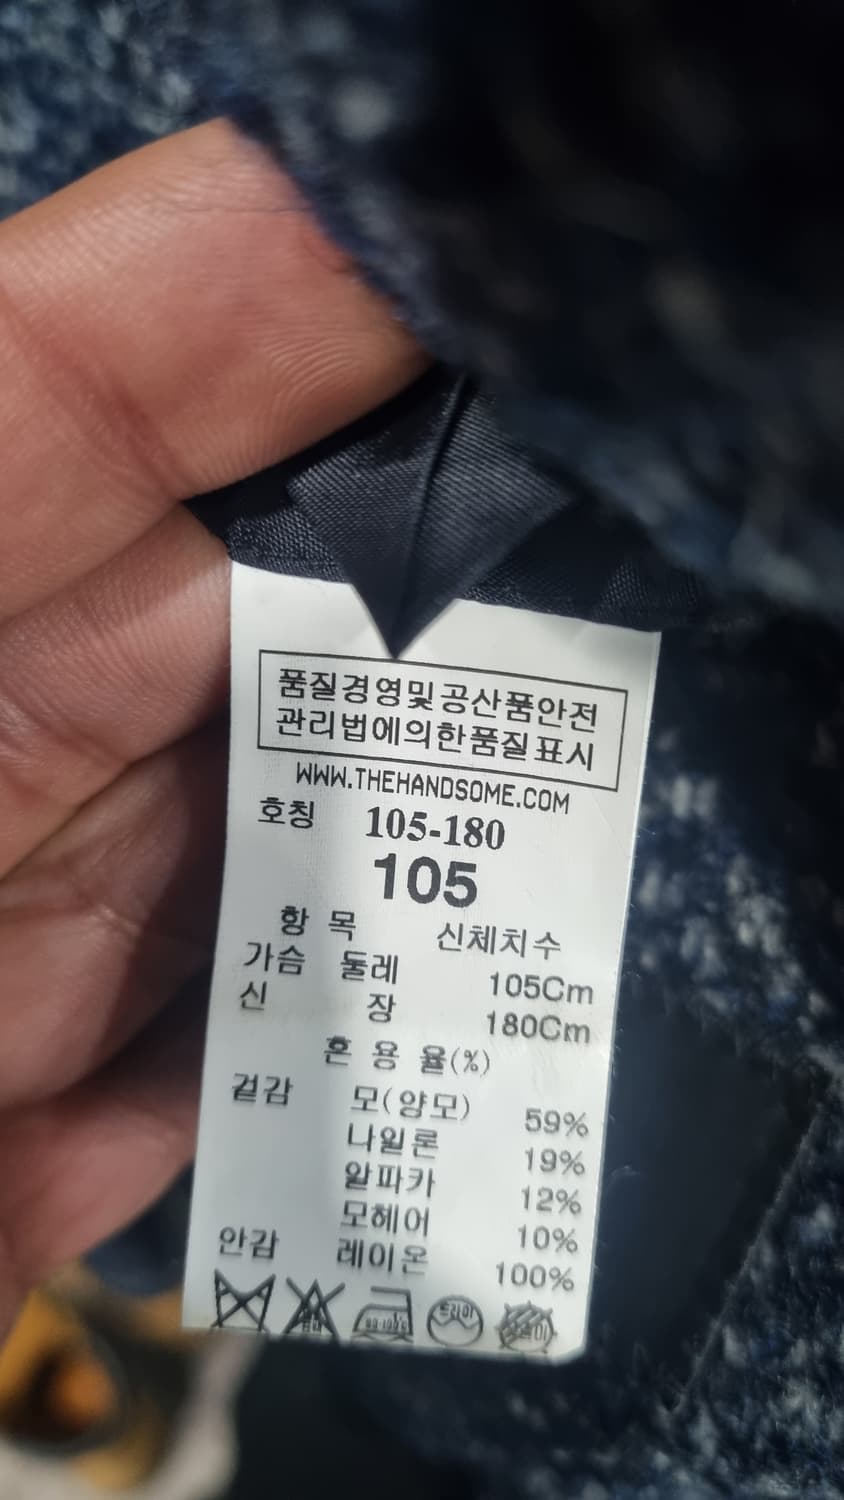 품질경영및공산품안전
관리법에의한품질표시
WWW.THEHANDSOME.COM
호칭 105-180
105
항 목 신체치수
가슴 둘레 105Cm
신 장 180Cm
혼 용 율(%)
겉감 모(양모) 59%
나일론 19%
알파카 12%
모헤어 10%
안감 레이온 100%
드라이